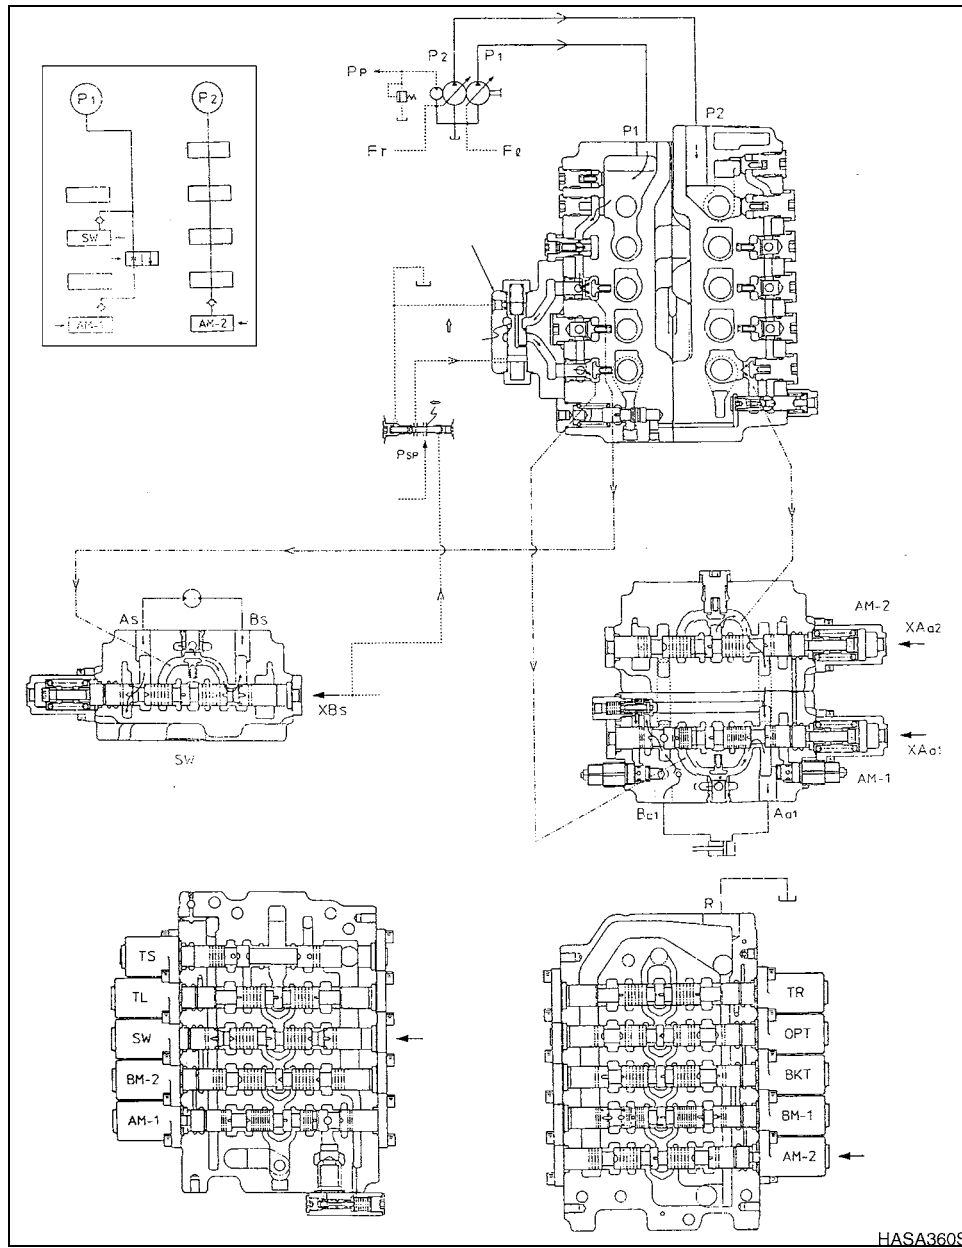 P2 P1
PP
Fr Fℓ
P1 P2
P1 P2
SW
AM-1 AM-2
PSP
As Bs
XBs
SW
AM-2
XAa2
XAa1
AM-1
Bc1 Aa1
R
TS
TL
SW
BM-2
AM-1
TR
OPT
BKT
BM-1
AM-2
HASA360S